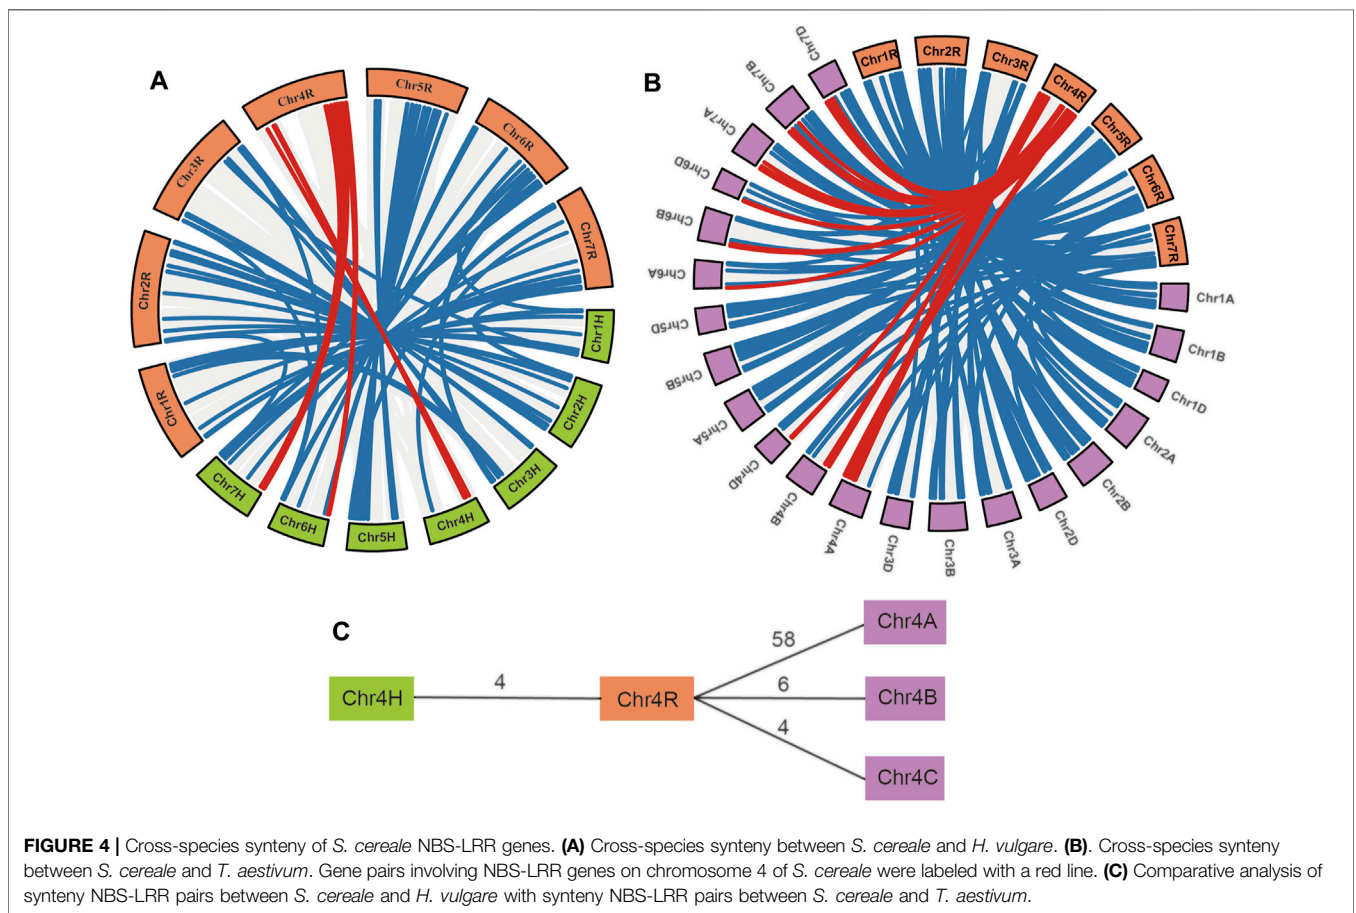 A
Chr4R
Chr5R
Chr6R
Chr7R
Chr3R
Chr2R
Chr1R
Chr1H
Chr2H
Chr3H
Chr4H
Chr5H
Chr6H
Chr7H
B
Chr1R
Chr2R
Chr3R
Chr4R
Chr5R
Chr6R
Chr7R
Chr1A
Chr1B
Chr1D
Chr2A
Chr2B
Chr2D
Chr3A
Chr3B
Chr3D
Chr4A
Chr4B
Chr4D
Chr5A
Chr5B
Chr5D
Chr6A
Chr6B
Chr6D
Chr7A
Chr7B
Chr7D
C
Chr4H
4
Chr4R
58
6
4
Chr4A
Chr4B
Chr4C
FIGURE 4 | Cross-species synteny of S. cereale NBS-LRR genes. (A) Cross-species synteny between S. cereale and H. vulgare. (B). Cross-species synteny
between S. cereale and T. aestivum. Gene pairs involving NBS-LRR genes on chromosome 4 of S. cereale were labeled with a red line. (C) Comparative analysis of
synteny NBS-LRR pairs between S. cereale and H. vulgare with synteny NBS-LRR pairs between S. cereale and T. aestivum.